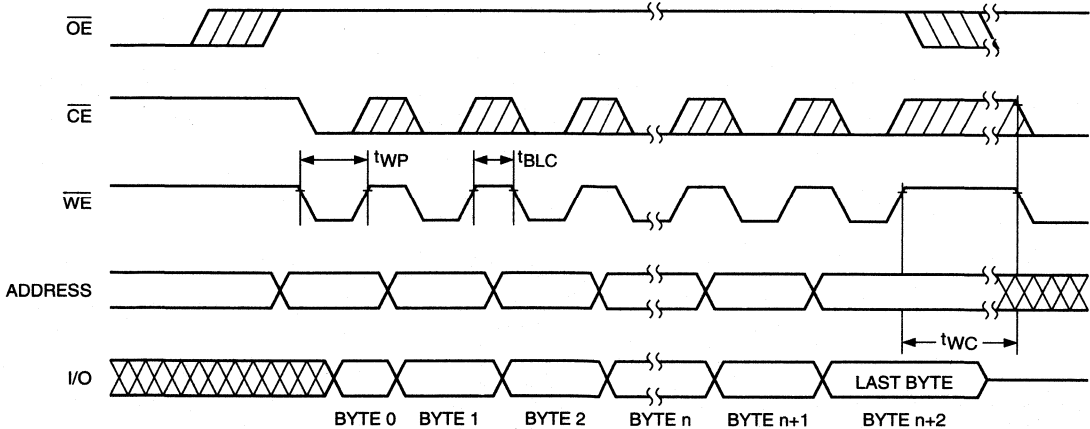 OE
CE
tWP
tBLC
WE
ADDRESS
tWC
I/O
LAST BYTE
BYTE 0 BYTE 1 BYTE 2 BYTE n BYTE n+1 BYTE n+2